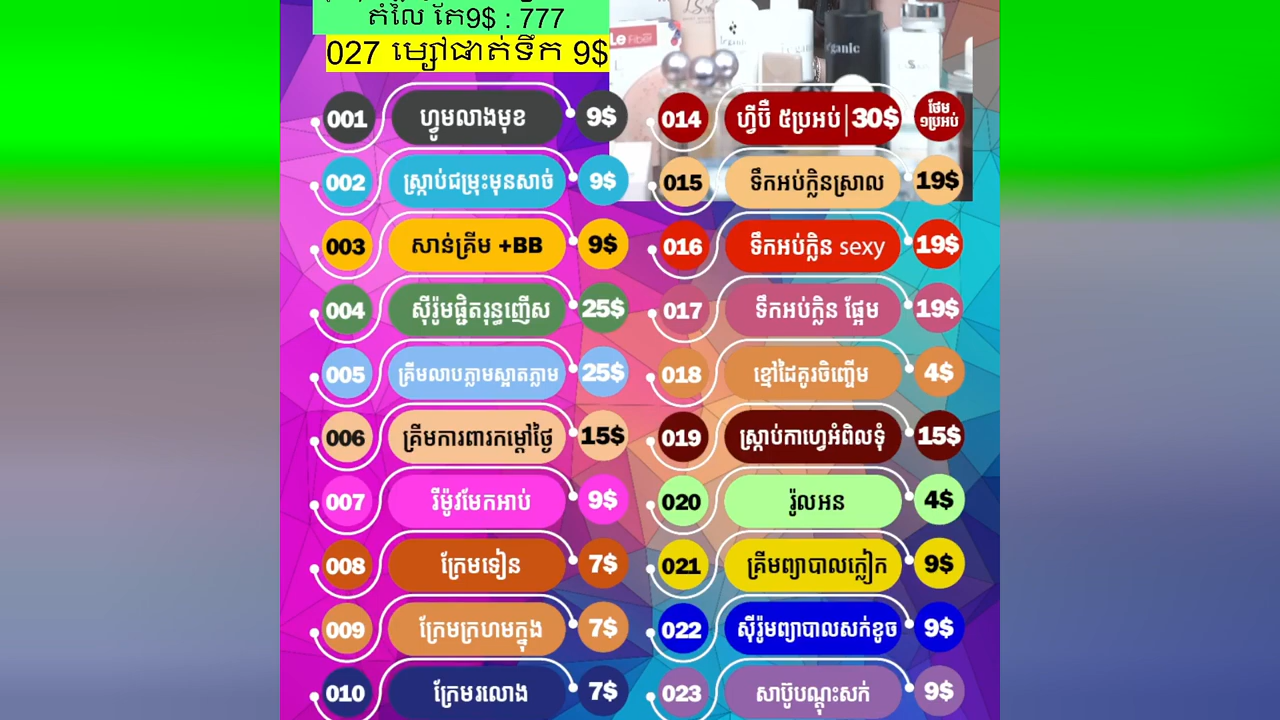 តំលៃ តែ9$ : 777
027 ម្សៅផាត់ទឹក 9$
001 ហ្វូមលាងមុខ 9$
002 ស្ក្រាប់ជម្រុះមុនសាច់ 9$
003 សាន់គ្រីម +BB 9$
004 ស៊ីរ៉ូមផ្ជិតរុន្ធញើស 25$
005 គ្រីមលាបភ្លាមស្អាតភ្លាម 25$
006 គ្រីមការពារកម្ដៅថ្ងៃ 15$
007 រីម៉ូវមែកអាប់ 9$
008 ក្រែមទៀន 7$
009 ក្រែមក្រហមក្នុង 7$
010 ក្រែមរលោង 7$
014 ហ្វីប៊ឺ ៥ប្រអប់ 30$ ថែម ១ប្រអប់
015 ទឹកអប់ក្លិនស្រាល 19$
016 ទឹកអប់ក្លិន sexy 19$
017 ទឹកអប់ក្លិន ផ្អែម 19$
018 ខ្មៅដៃគូរចិញ្ចើម 4$
019 ស្ក្រាប់កាហ្វេអំពិលទុំ 15$
020 រ៉ូលអន 4$
021 គ្រីមព្យាបាលក្លៀក 9$
022 ស៊ីរ៉ូមព្យាបាលសក់ខូច 9$
023 សាប៊ូបណ្ដុះសក់ 9$